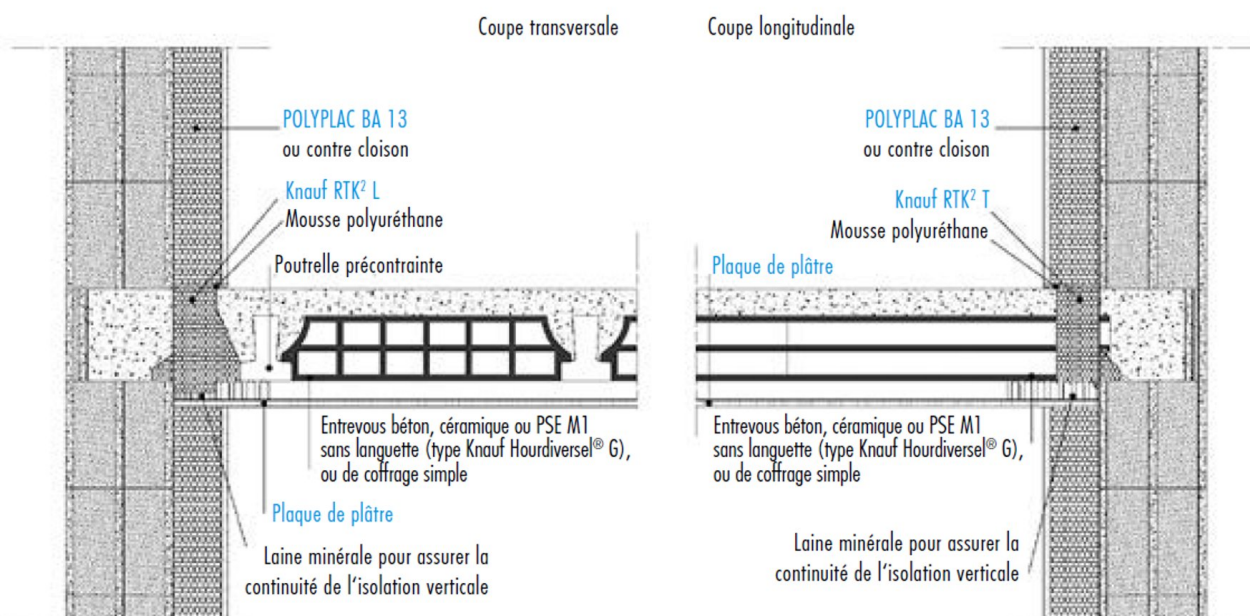 Coupe transversale
Coupe longitudinale
POLYPLAC BA 13
ou contre cloison
Knauf RTK² L
Mousse polyuréthane
Poutrelle précontrainte
Entrevous béton, céramique ou PSE M1
sans languette (type Knauf Hourdiversel® G),
ou de coffrage simple
Plaque de plâtre
Laine minérale pour assurer la
continuité de l'isolation verticale
POLYPLAC BA 13
ou contre cloison
Knauf RTK² T
Mousse polyuréthane
Plaque de plâtre
Entrevous béton, céramique ou PSE M1
sans languette (type Knauf Hourdiversel® G),
ou de coffrage simple
Laine minérale pour assurer la
continuité de l'isolation verticale